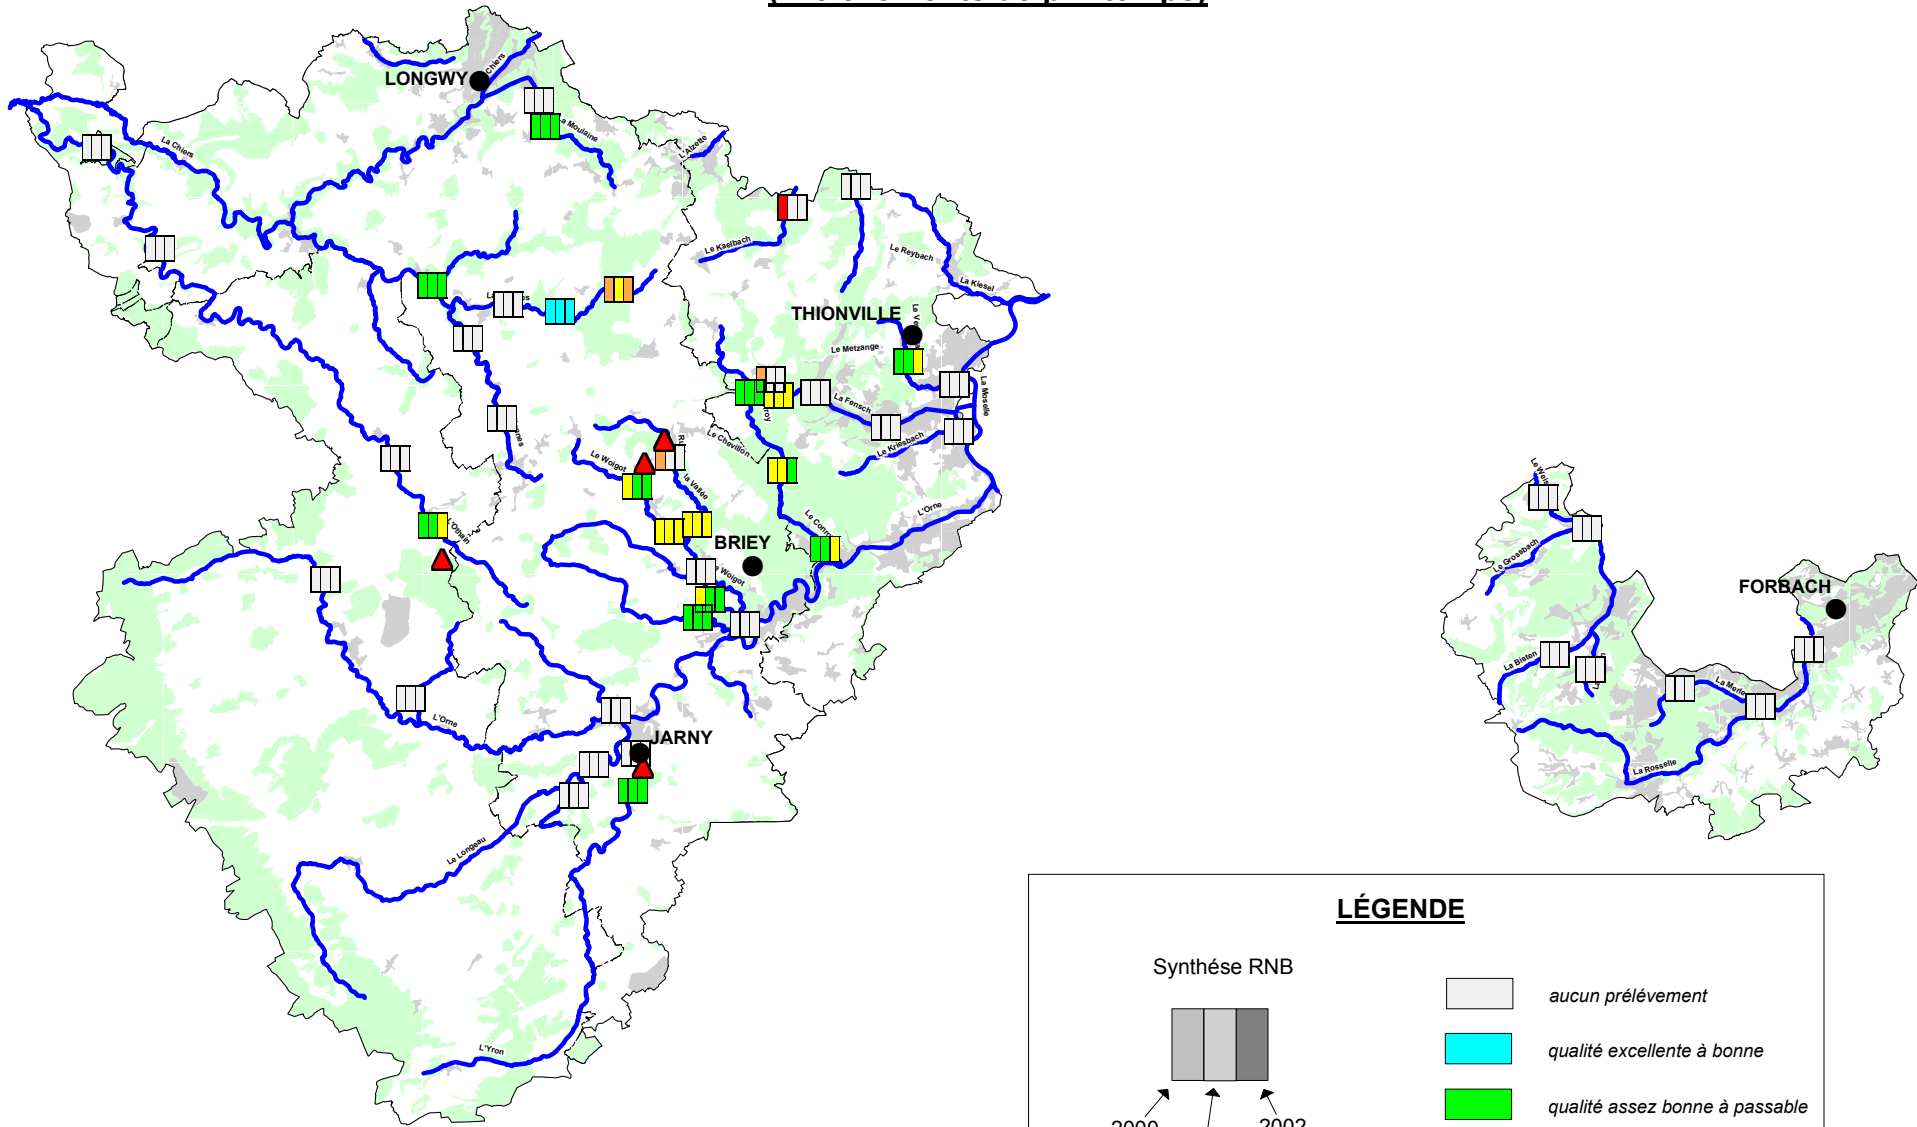 LONGWY
Chiers
La Moulaine
La Chiers
L'Alzette
Le Kaelbach
Le Reybach
La Kiesel
THIONVILLE
Le Metzange
La Moselle
La Fensch
Le Kriesbach
Le Chevillon
Le Woigot
la Vallée
L'Orne
L'Othain
BRIEY
Woigot
Le Grossbach
FORBACH
La Bisten
La Merle
La Rosselle
L'Orne
JARNY
Le Longeau
L'Yron
LÉGENDE
Synthése RNB
2000
2002
aucun prélévement
qualité excellente à bonne
qualité assez bonne à passable